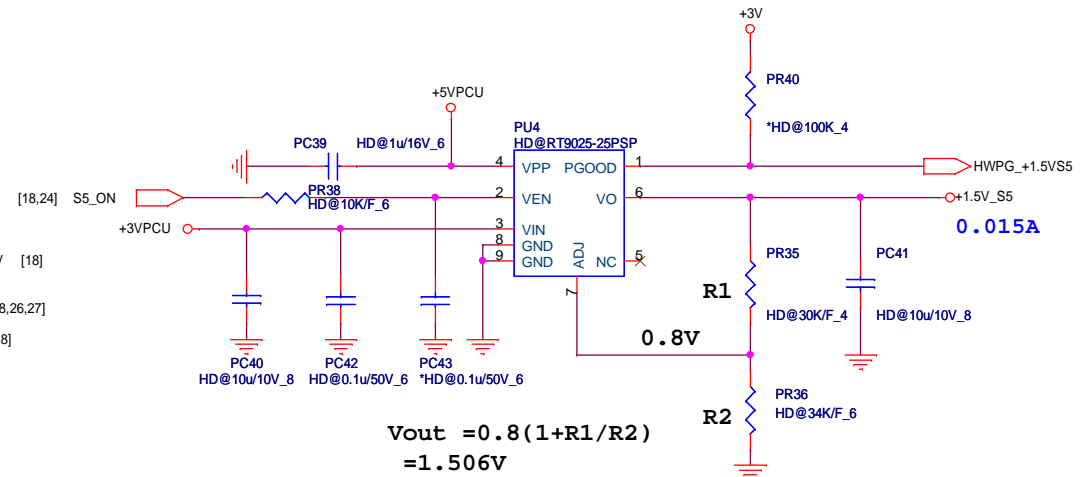 +3V
PR40
*HD@100K_4
+5VPCU
PC39
HD@1u/16V_6
PU4
HD@RT9025-25PSP
4
VPP
PGOOD
1
HWPG_+1.5VS5
[18,24]
S5_ON
PR38
HD@10K/F_6
2
VEN
VO
6
+1.5V_S5
0.015A
+3VPCU
3
VIN
8
GND
9
GND
ADJ
NC
5
7
[18]
8,26,27]
8]
PR35
R1
HD@30K/F_4
PC41
HD@10u/10V_8
0.8V
PC40
HD@10u/10V_8
PC42
HD@0.1u/50V_6
PC43
*HD@0.1u/50V_6
PR36
R2
HD@34K/F_6
Vout =0.8(1+R1/R2)
=1.506V